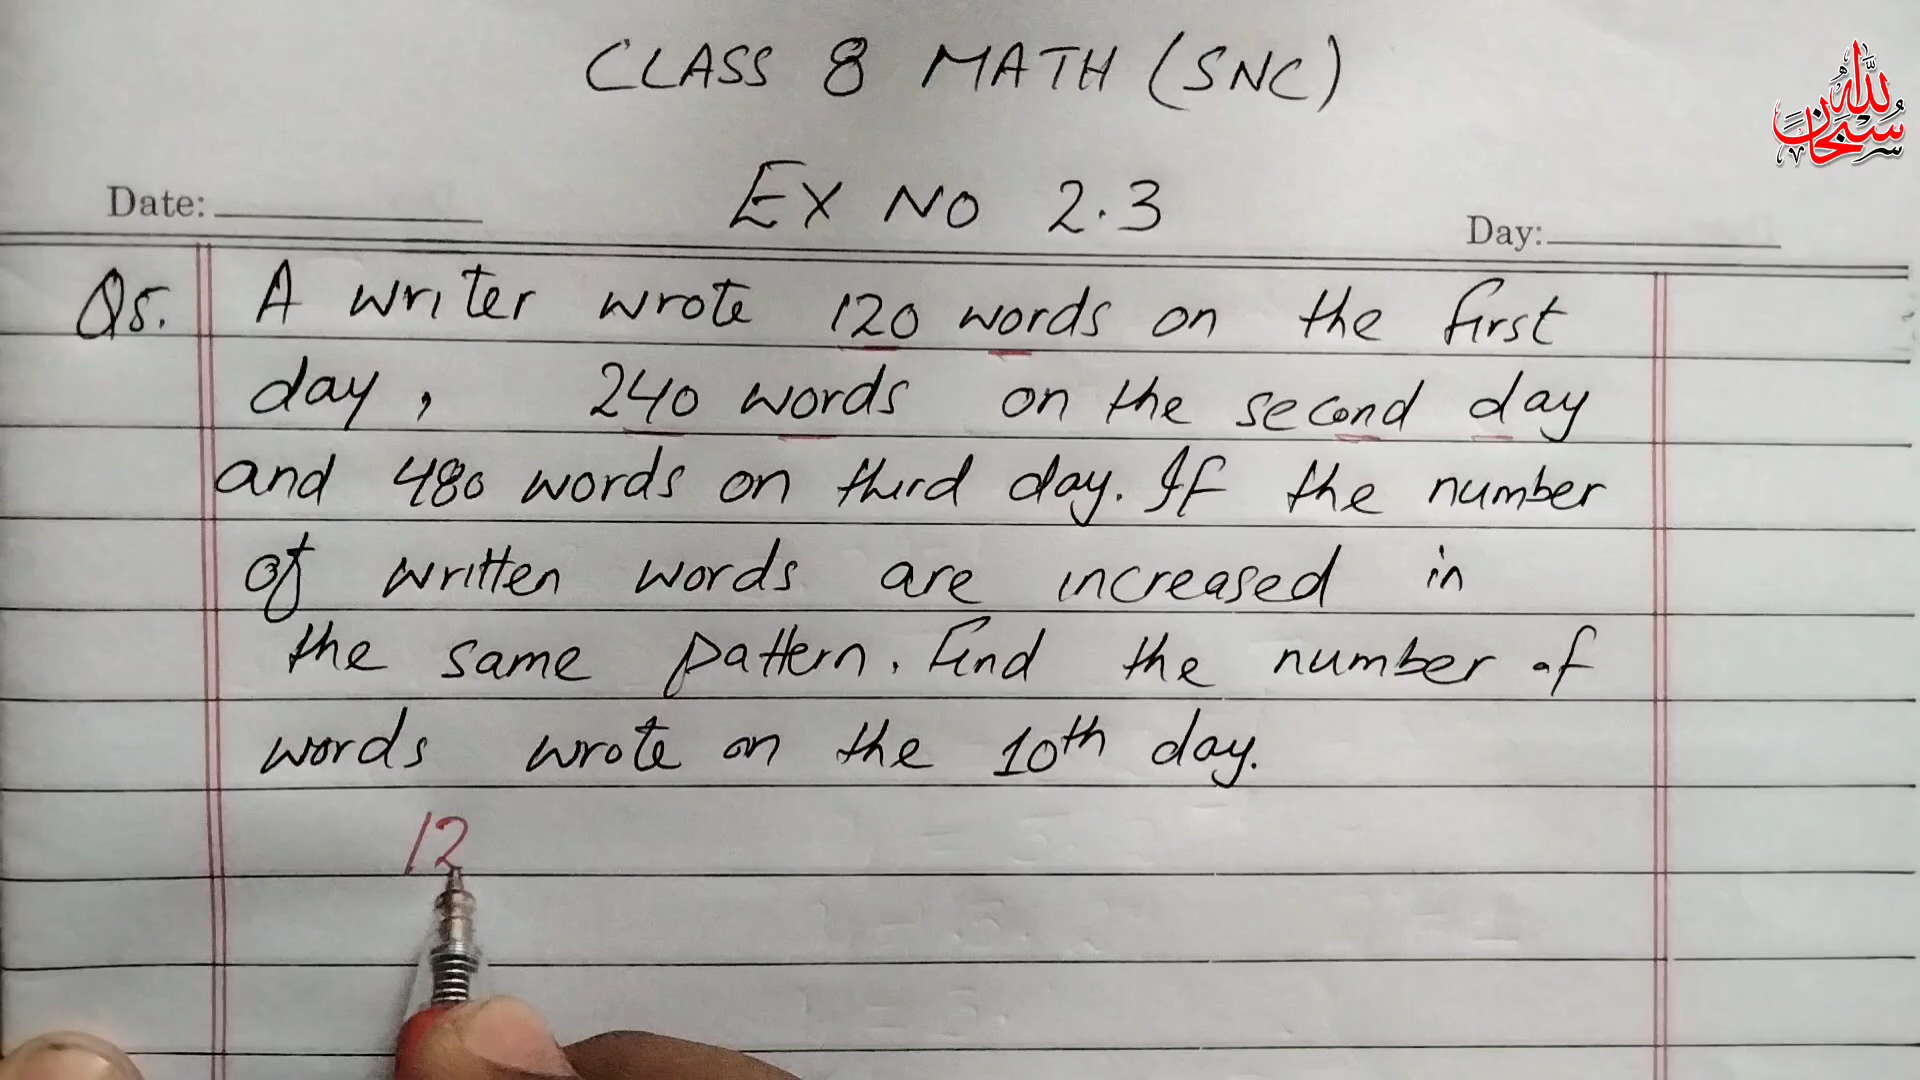 CLASS 8 MATH (SNC)
سبحان الله
EX NO 2.3
Date:
Day:
Q5. A writer wrote 120 words on the first
day, 240 words on the second day
and 480 words on third day. If the number
of written words are increased in
the same pattern. Find the number of
words wrote on the 10th day.
12